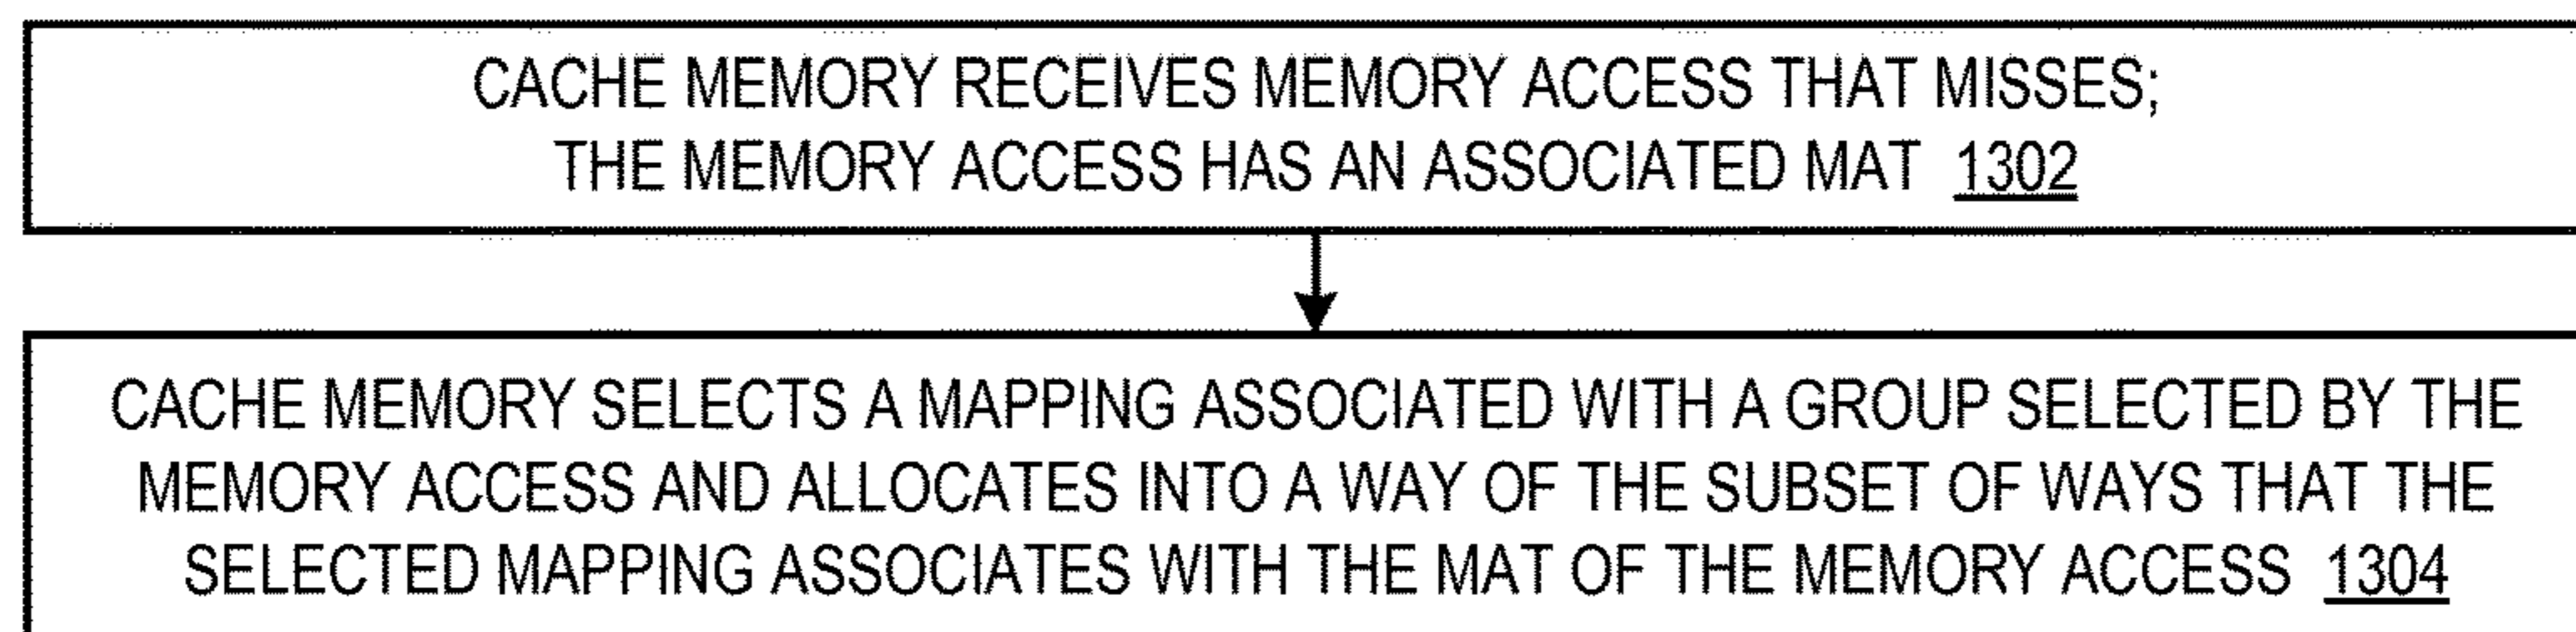 CACHE MEMORY RECEIVES MEMORY ACCESS THAT MISSES;
THE MEMORY ACCESS HAS AN ASSOCIATED MAT 1302
CACHE MEMORY SELECTS A MAPPING ASSOCIATED WITH A GROUP SELECTED BY THE
MEMORY ACCESS AND ALLOCATES INTO A WAY OF THE SUBSET OF WAYS THAT THE
SELECTED MAPPING ASSOCIATES WITH THE MAT OF THE MEMORY ACCESS 1304